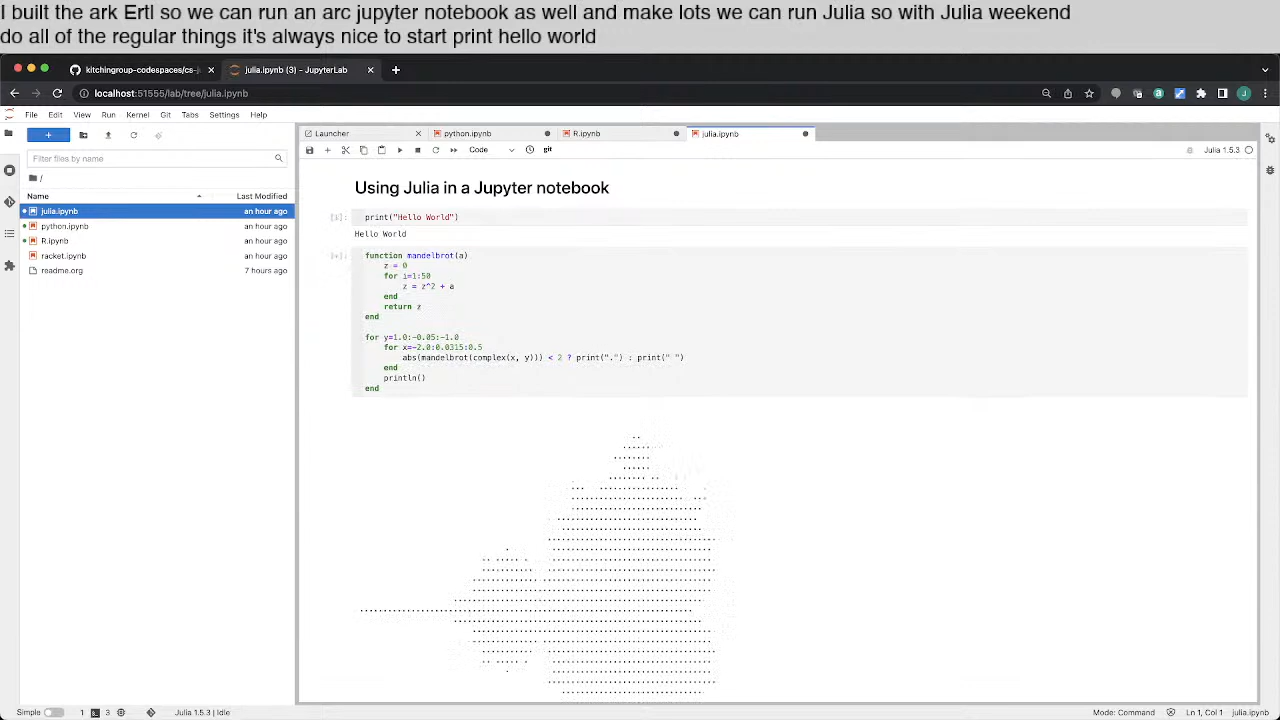 I built the ark Ertl so we can run an arc jupyter notebook as well and make lots we can run Julia so with Julia weekend
do all of the regular things it's always nice to start print hello world
kitchingroup-codespaces/cs-j
julia.ipynb (3) - JupyterLab
localhost:51555/lab/tree/julia.ipynb
File Edit View Run Kernel Git Tabs Settings Help
Launcher
python.ipynb
R.ipynb
julia.ipynb
Code
Julia 1.5.3
Filter files by name
/
Name Last Modified
julia.ipynb an hour ago
python.ipynb an hour ago
R.ipynb an hour ago
racket.ipynb an hour ago
readme.org 7 hours ago
Using Julia in a Jupyter notebook
[1]: print("Hello World")
Hello World
[*]: function mandelbrot(a)
z = 0
for i=1:50
z = z^2 + a
end
return z
end
for y=1.0:-0.05:-1.0
for x=-2.0:0.0315:0.5
abs(mandelbrot(complex(x, y))) < 2 ? print(".") : print(" ")
end
println()
end
Simple 1 3 Julia 1.5.3 | Idle Mode: Command Ln 1, Col 1 julia.ipynb